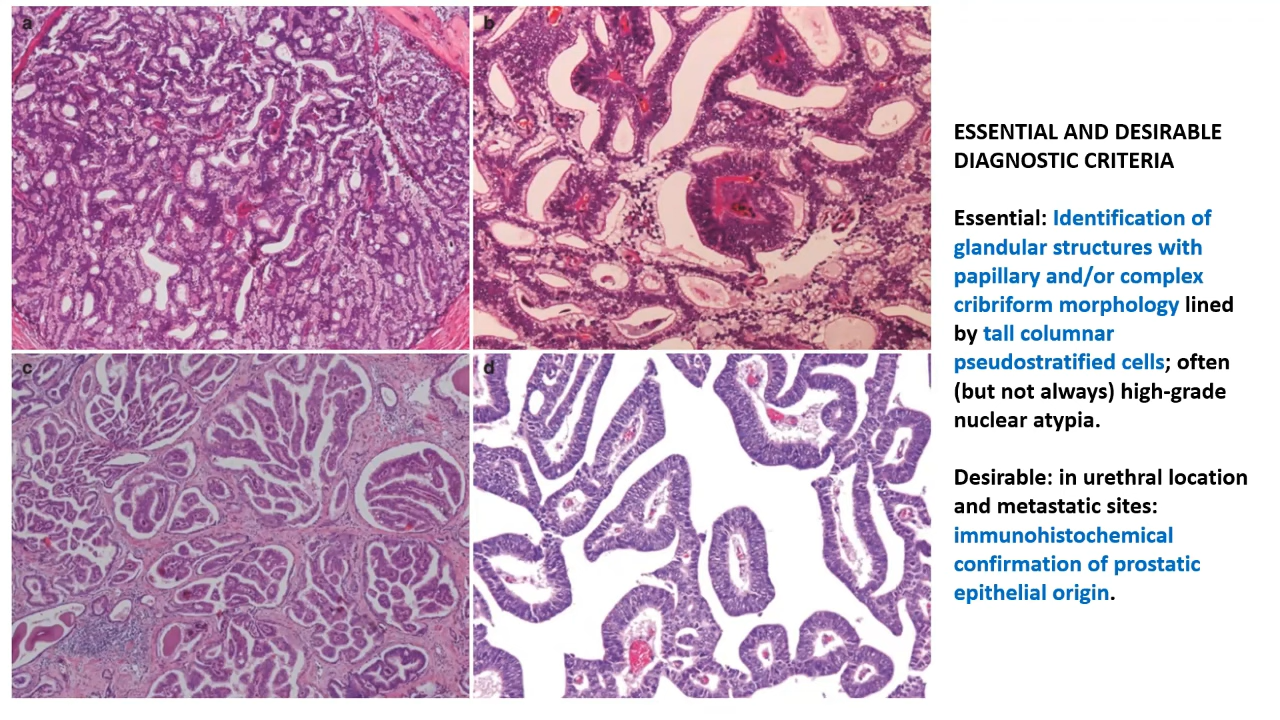 a
b
c
d
ESSENTIAL AND DESIRABLE
DIAGNOSTIC CRITERIA
Essential: Identification of
glandular structures with
papillary and/or complex
cribriform morphology lined
by tall columnar
pseudostratified cells; often
(but not always) high-grade
nuclear atypia.
Desirable: in urethral location
and metastatic sites:
immunohistochemical
confirmation of prostatic
epithelial origin.